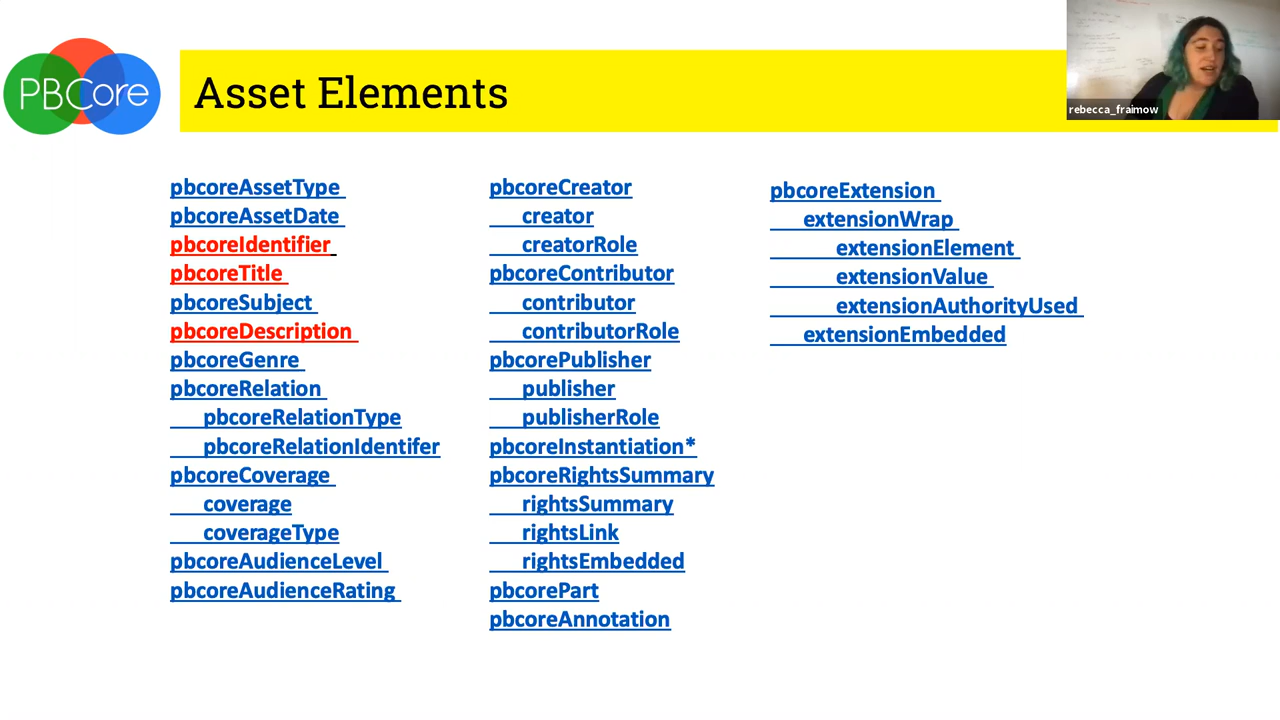 PBCore
Asset Elements
rebecca_fraimow
pbcoreAssetType
pbcoreAssetDate
pbcoreIdentifier
pbcoreTitle
pbcoreSubject
pbcoreDescription
pbcoreGenre
pbcoreRelation
pbcoreRelationType
pbcoreRelationIdentifer
pbcoreCoverage
coverage
coverageType
pbcoreAudienceLevel
pbcoreAudienceRating
pbcoreCreator
creator
creatorRole
pbcoreContributor
contributor
contributorRole
pbcorePublisher
publisher
publisherRole
pbcoreInstantiation*
pbcoreRightsSummary
rightsSummary
rightsLink
rightsEmbedded
pbcorePart
pbcoreAnnotation
pbcoreExtension
extensionWrap
extensionElement
extensionValue
extensionAuthorityUsed
extensionEmbedded